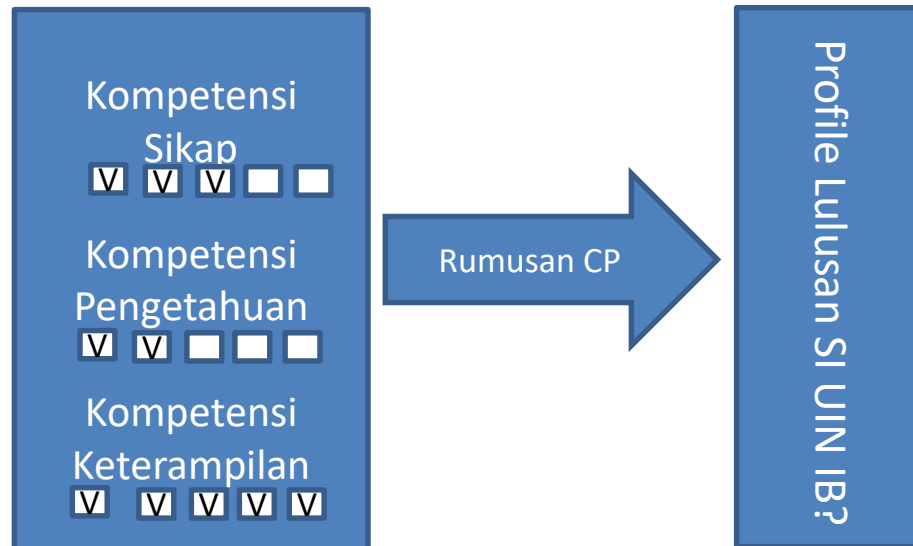 Kompetensi
Sikap
V V V
Kompetensi
Pengetahuan
V V
Kompetensi
Keterampilan
V V V V V
Rumusan CP
Profile Lulusan SI UIN IB?